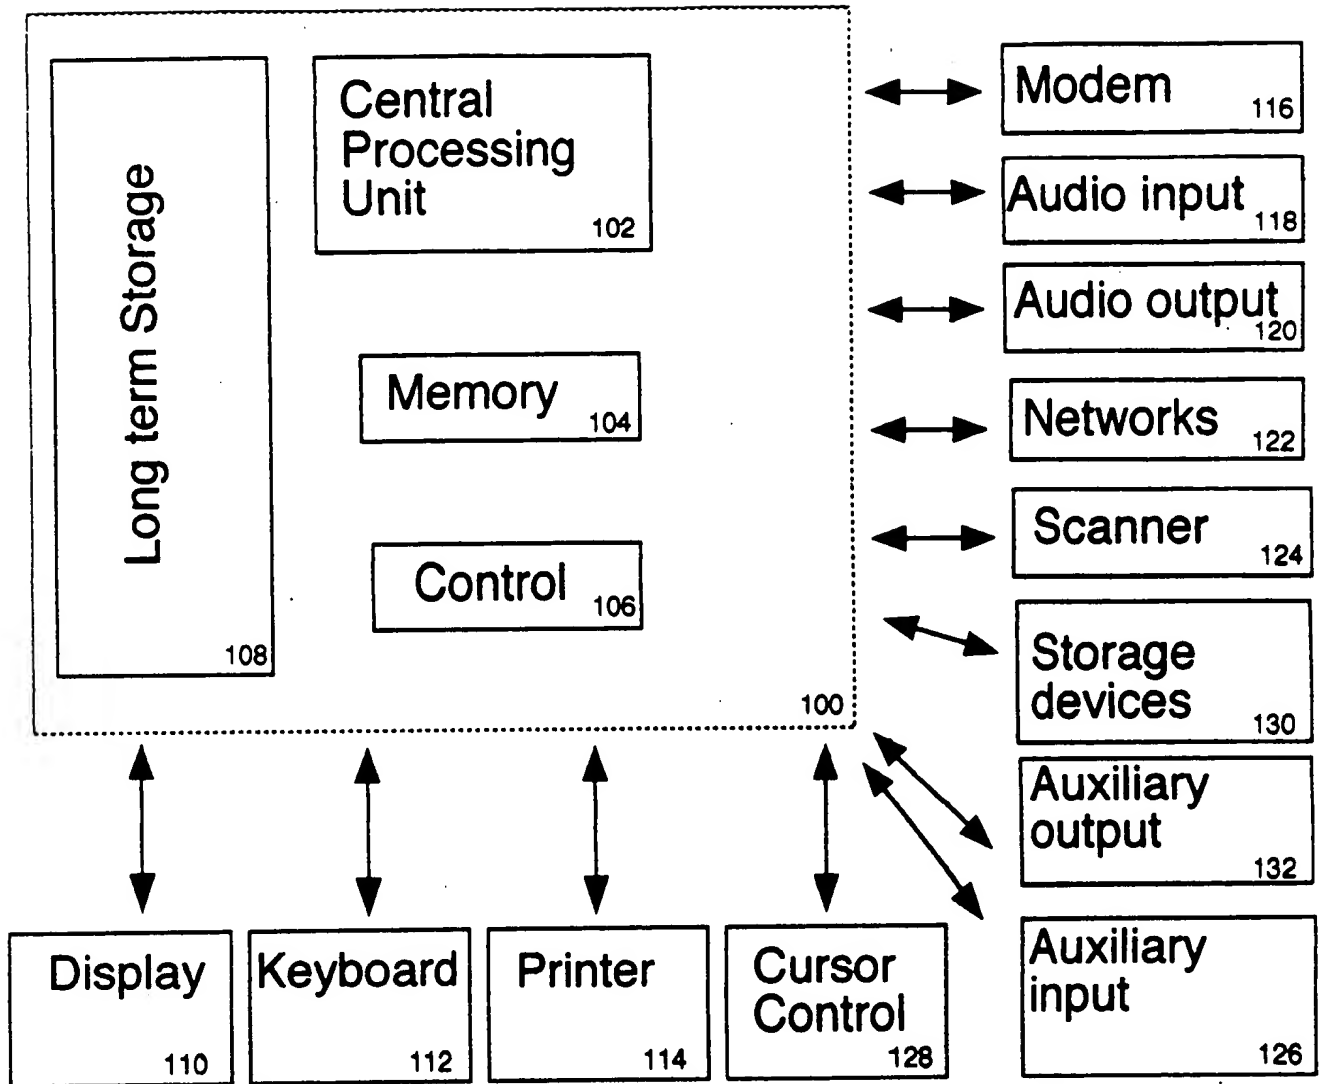 Long term Storage
108
Central
Processing
Unit
102
Memory
104
Control
106
100
Modem
116
Audio input
118
Audio output
120
Networks
122
Scanner
124
Storage
devices
130
Auxiliary
output
132
Auxiliary
input
126
Display
110
Keyboard
112
Printer
114
Cursor
Control
128